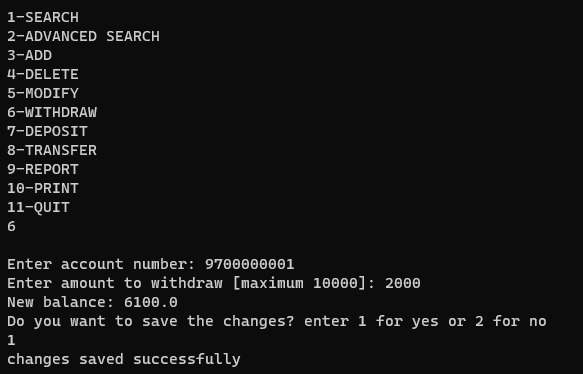 1-SEARCH
2-ADVANCED SEARCH
3-ADD
4-DELETE
5-MODIFY
6-WITHDRAW
7-DEPOSIT
8-TRANSFER
9-REPORT
10-PRINT
11-QUIT
6
Enter account number: 9700000001
Enter amount to withdraw [maximum 10000]: 2000
New balance: 6100.0
Do you want to save the changes? enter 1 for yes or 2 for no
1
changes saved successfully